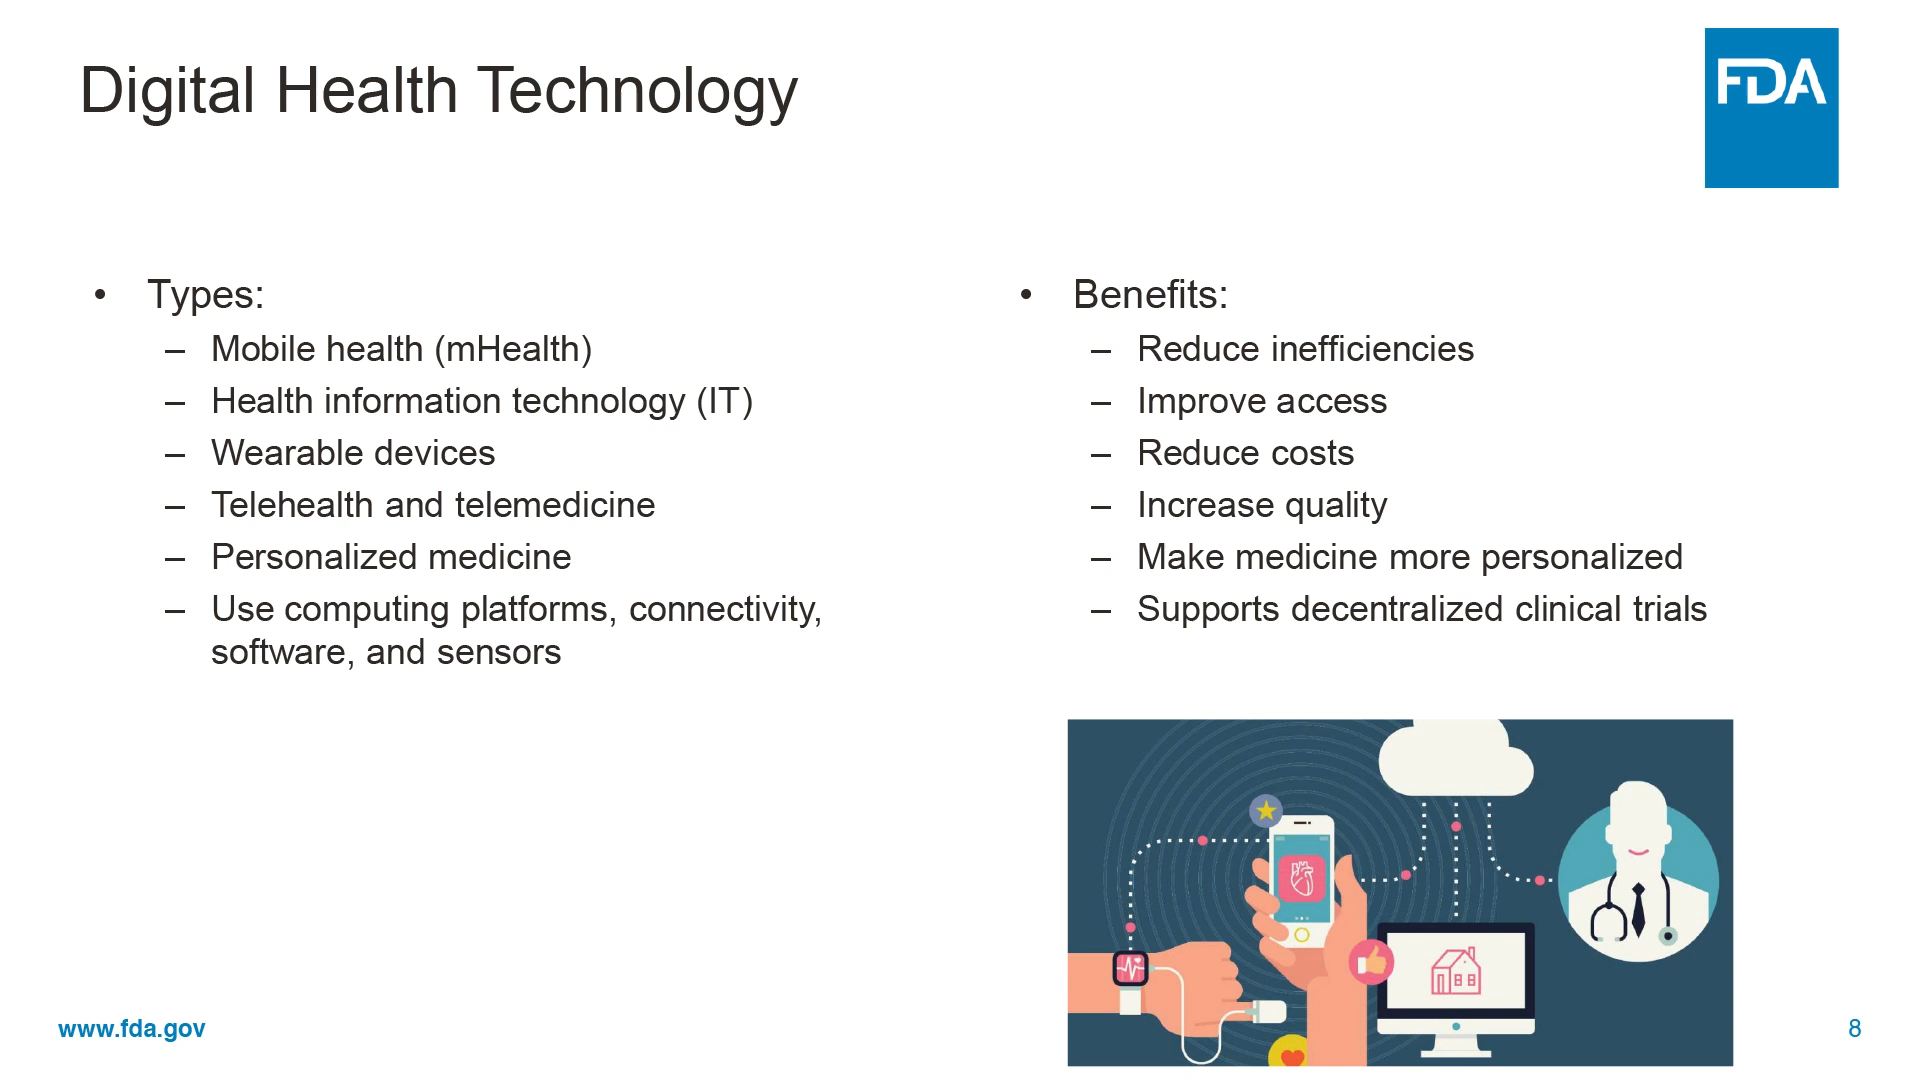 Digital Health Technology
FDA
• Types:
– Mobile health (mHealth)
– Health information technology (IT)
– Wearable devices
– Telehealth and telemedicine
– Personalized medicine
– Use computing platforms, connectivity,
software, and sensors
• Benefits:
– Reduce inefficiencies
– Improve access
– Reduce costs
– Increase quality
– Make medicine more personalized
– Supports decentralized clinical trials
www.fda.gov
8